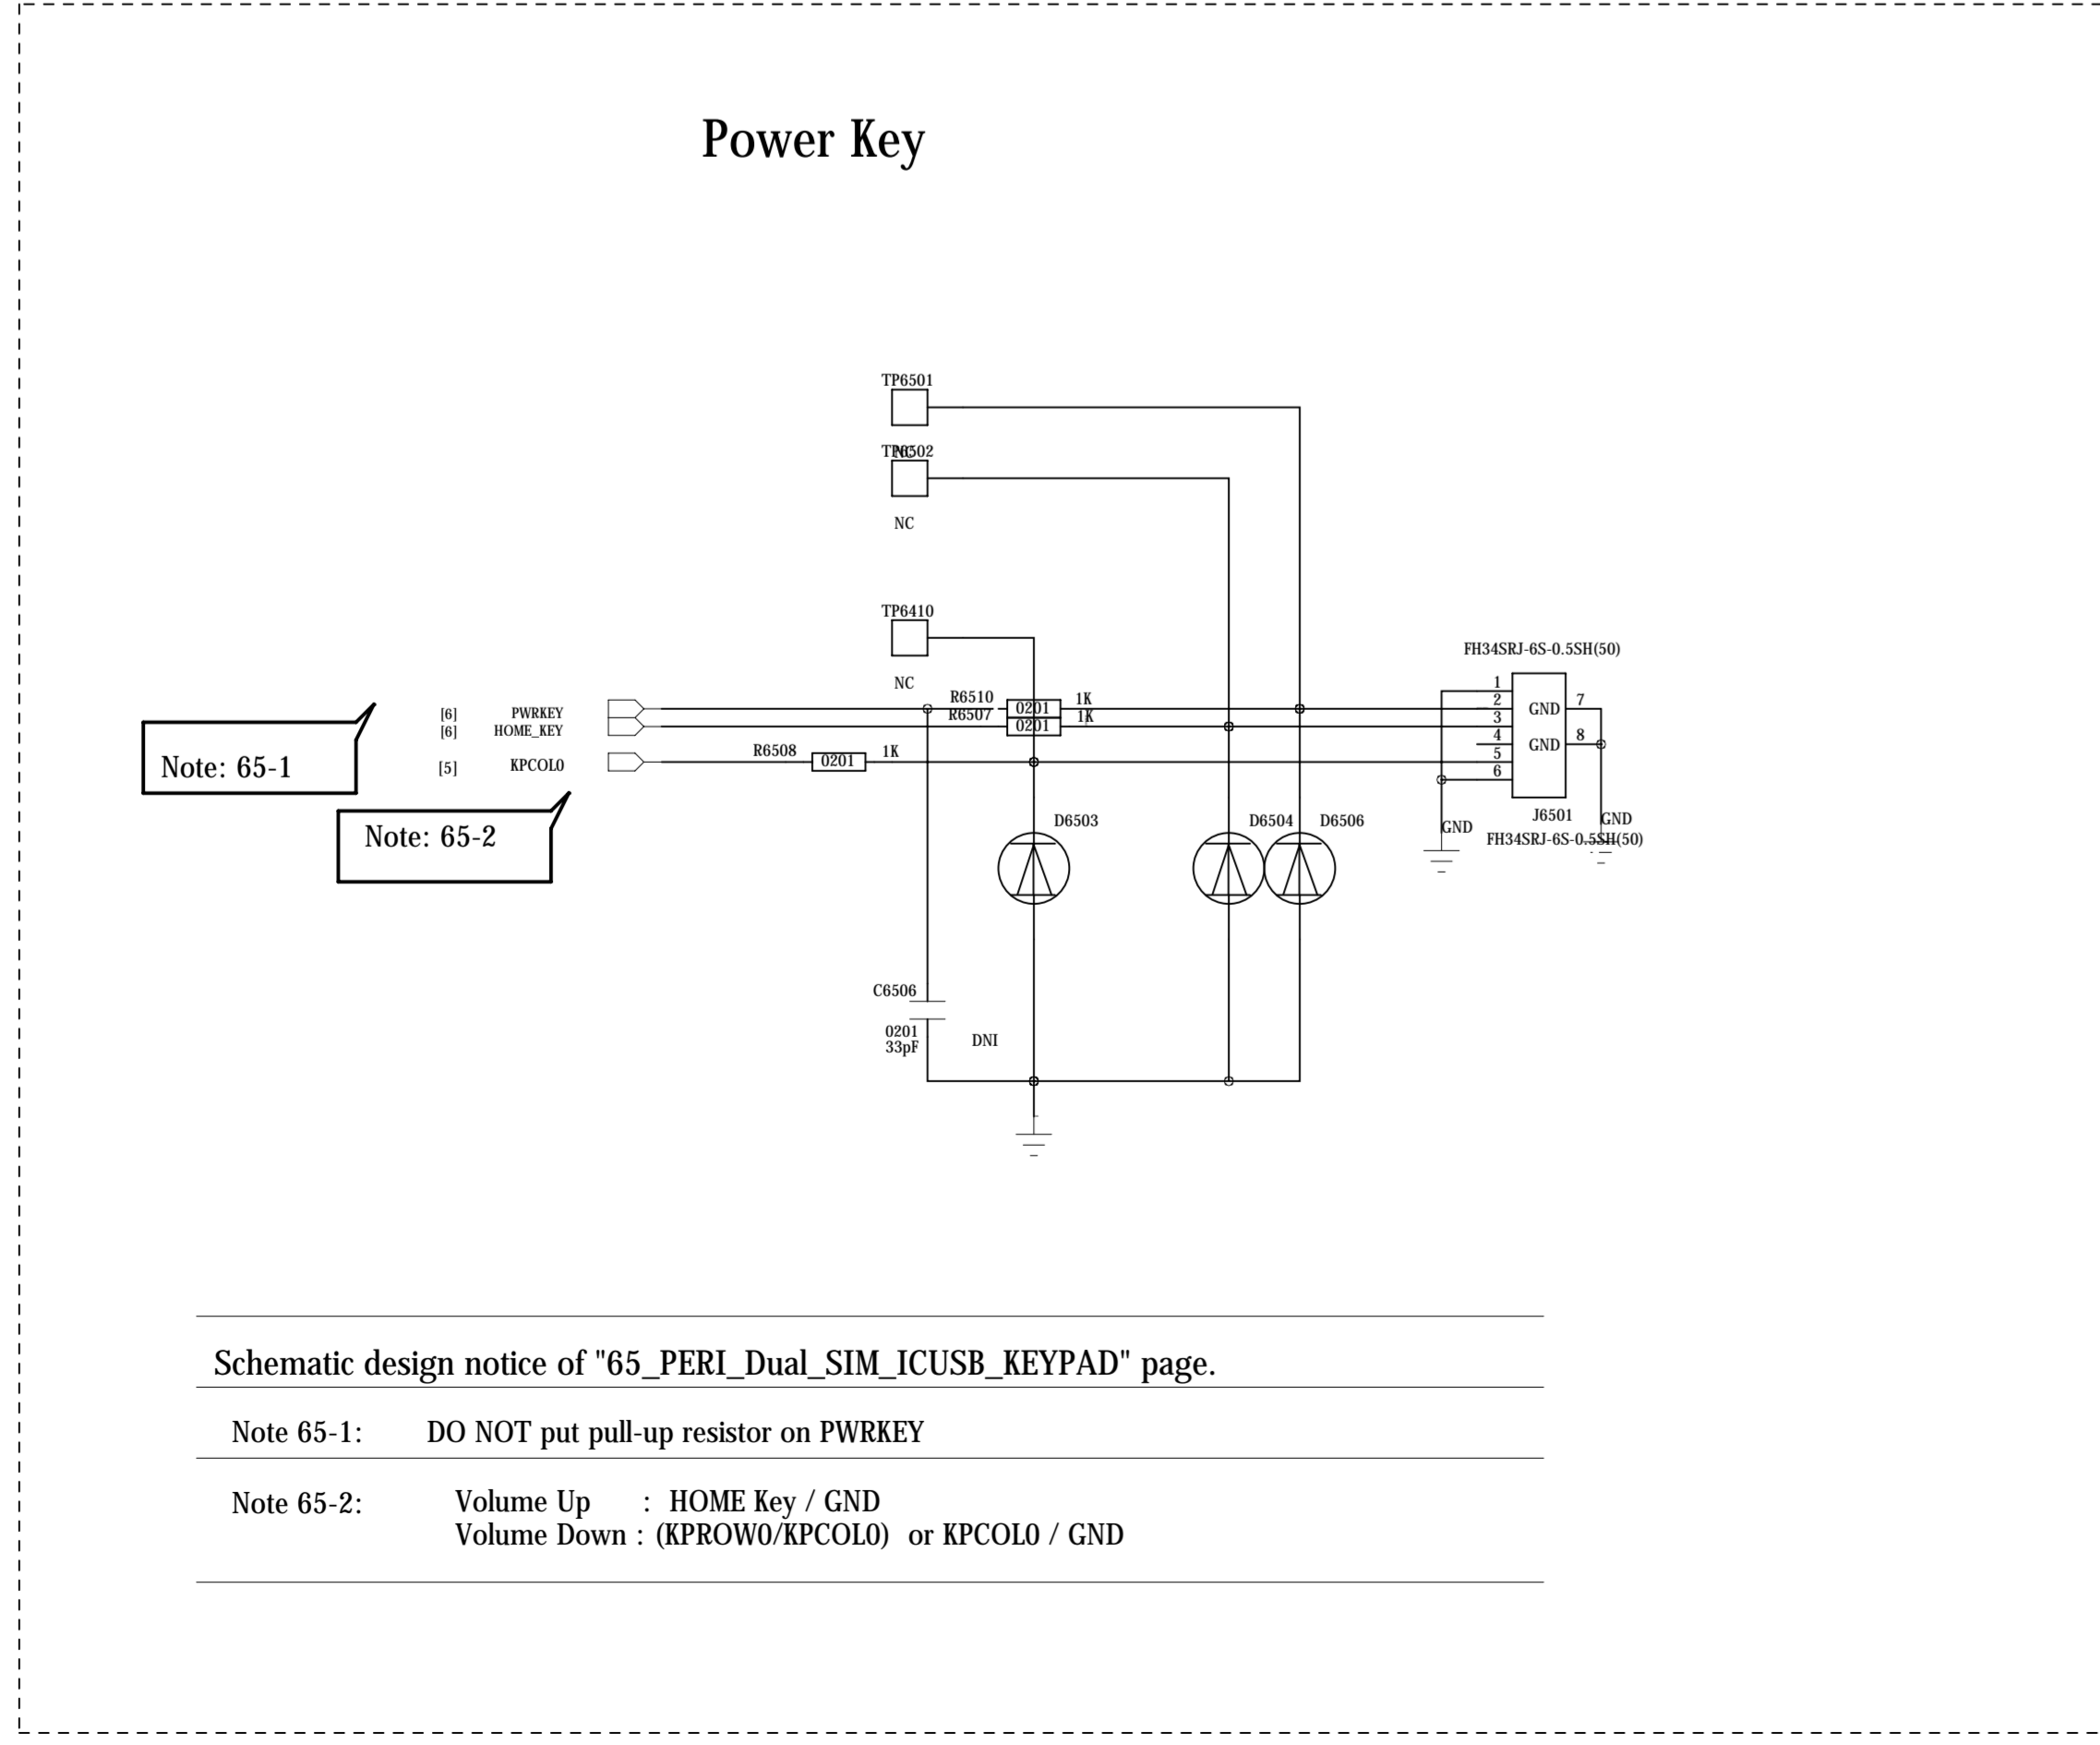 Power Key
TP6501
NC
TP6502
NC
TP6410
NC
FH34SRJ-6S-0.5SH(50)
R6510 0201 1K
[6] PWRKEY
R6507 0201 1K
[6] HOME_KEY
R6508 0201 1K
[5] KPCOL0
Note: 65-1
Note: 65-2
1
2
3
4
5
6
GND 7
GND 8
J6501
FH34SRJ-6S-0.5SH(50)
GND
GND
D6503
D6504
D6506
C6506
0201
33pF
DNI
Schematic design notice of "65_PERI_Dual_SIM_ICUSB_KEYPAD" page.
Note 65-1: DO NOT put pull-up resistor on PWRKEY
Note 65-2: Volume Up : HOME Key / GND
Volume Down : (KPROW0/KPCOL0) or KPCOL0 / GND